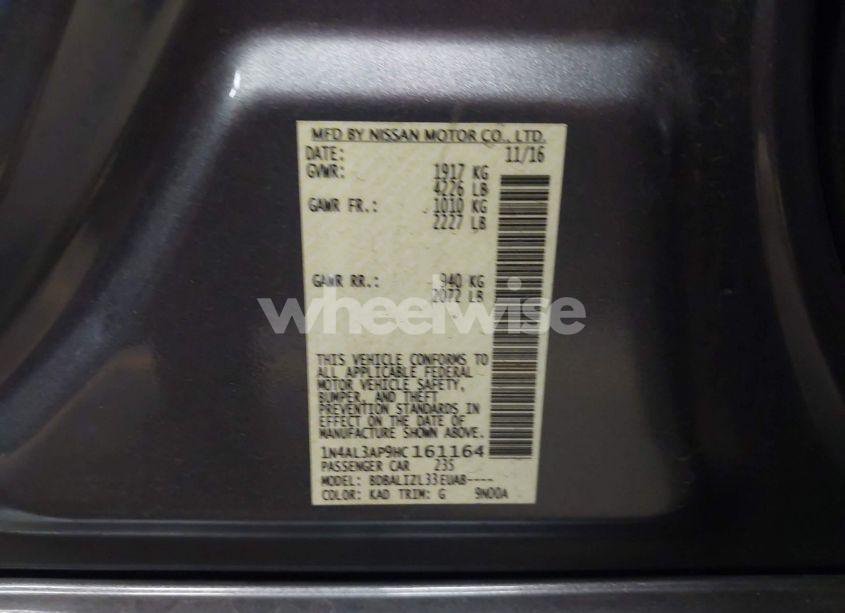 MFD BY NISSAN MOTOR CO., LTD.
DATE: 11/16
GVWR: 1917 KG
4226 LB
GAWR FR.: 1010 KG
2227 LB
GAWR RR.: 940 KG
2072 LB
wheelwise
THIS VEHICLE CONFORMS TO
ALL APPLICABLE FEDERAL
MOTOR VEHICLE SAFETY,
BUMPER, AND THEFT
PREVENTION STANDARDS IN
EFFECT ON THE DATE OF
MANUFACTURE SHOWN ABOVE.
1N4AL3AP9HC161164
PASSENGER CAR 235
MODEL: BDBALIZL33EUA8----
COLOR: KAD TRIM: G 9N00A